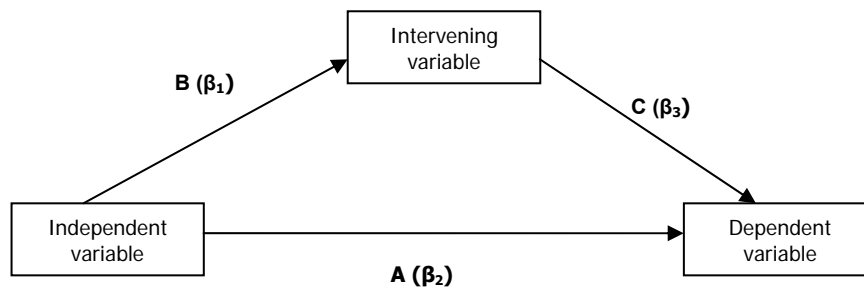 Intervening
variable
B (β₁)
C (β₃)
Independent
variable
Dependent
variable
A (β₂)